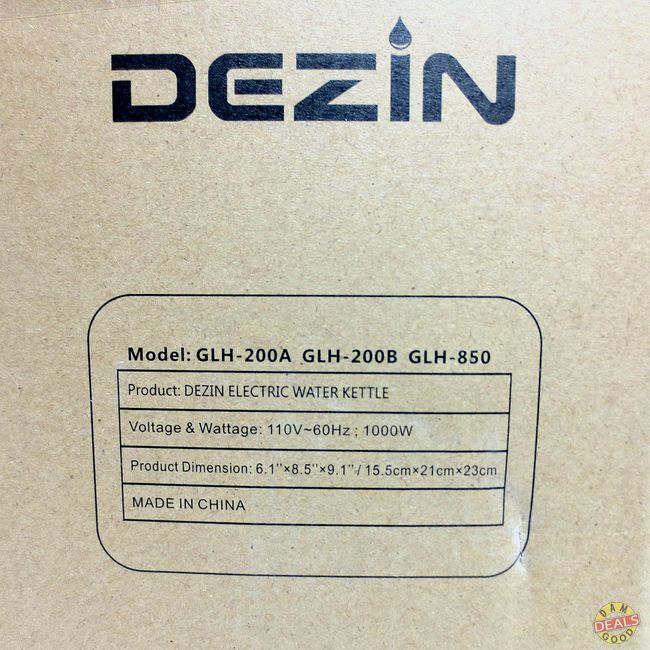 DEZIN
Model: GLH-200A GLH-200B GLH-850
Product: DEZIN ELECTRIC WATER KETTLE
Voltage & Wattage: 110V~60Hz ; 1000W
Product Dimension: 6.1''×8.5''×9.1'' / 15.5cm×21cm×23cm
MADE IN CHINA
DAM
DEALS
GOOD